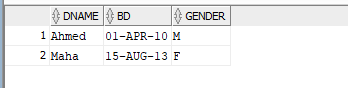 DNAME BD GENDER
1 Ahmed 01-APR-10 M
2 Maha 15-AUG-13 F